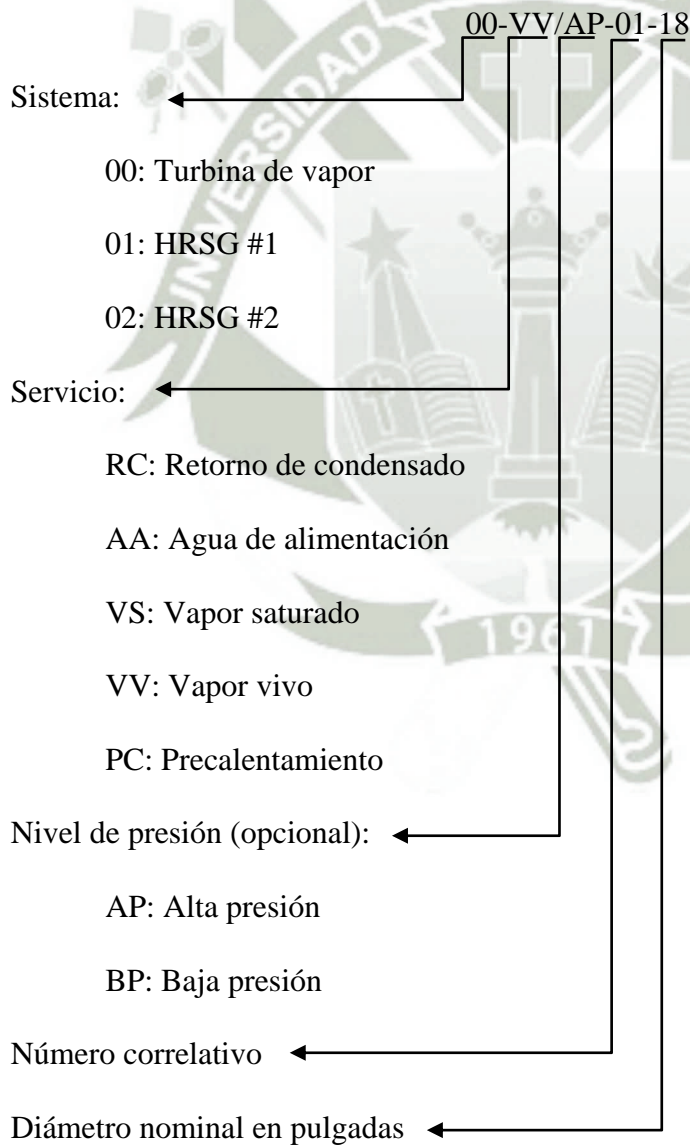 00-VV/AP-01-18
Sistema:
00: Turbina de vapor
01: HRSG #1
02: HRSG #2
Servicio:
RC: Retorno de condensado
AA: Agua de alimentación
VS: Vapor saturado
VV: Vapor vivo
PC: Precalentamiento
Nivel de presión (opcional):
AP: Alta presión
BP: Baja presión
Número correlativo
Diámetro nominal en pulgadas
UNIVERSIDAD
1961